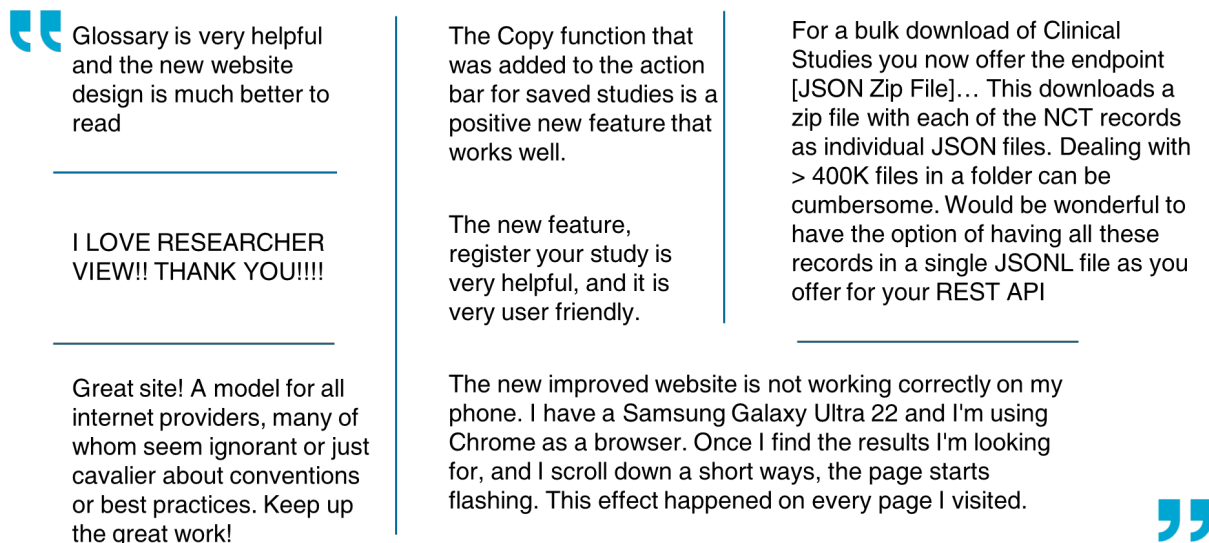 Glossary is very helpful
and the new website
design is much better to
read
I LOVE RESEARCHER
VIEW!! THANK YOU!!!!
Great site! A model for all
internet providers, many of
whom seem ignorant or just
cavalier about conventions
or best practices. Keep up
the great work!
The Copy function that
was added to the action
bar for saved studies is a
positive new feature that
works well.
The new feature,
register your study is
very helpful, and it is
very user friendly.
For a bulk download of Clinical
Studies you now offer the endpoint
[JSON Zip File]… This downloads a
zip file with each of the NCT records
as individual JSON files. Dealing with
> 400K files in a folder can be
cumbersome. Would be wonderful to
have the option of having all these
records in a single JSONL file as you
offer for your REST API
The new improved website is not working correctly on my
phone. I have a Samsung Galaxy Ultra 22 and I'm using
Chrome as a browser. Once I find the results I'm looking
for, and I scroll down a short ways, the page starts
flashing. This effect happened on every page I visited.